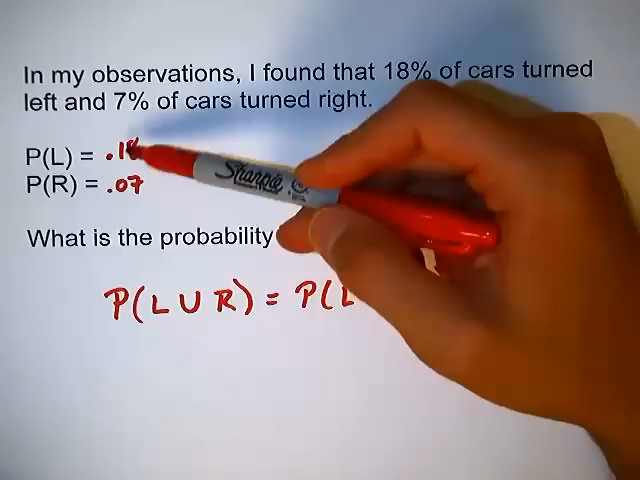 In my observations, I found that 18% of cars turned
left and 7% of cars turned right.
P(L) = .18
P(R) = .07
What is the probability
P(L U R) = P(L
Sharpie